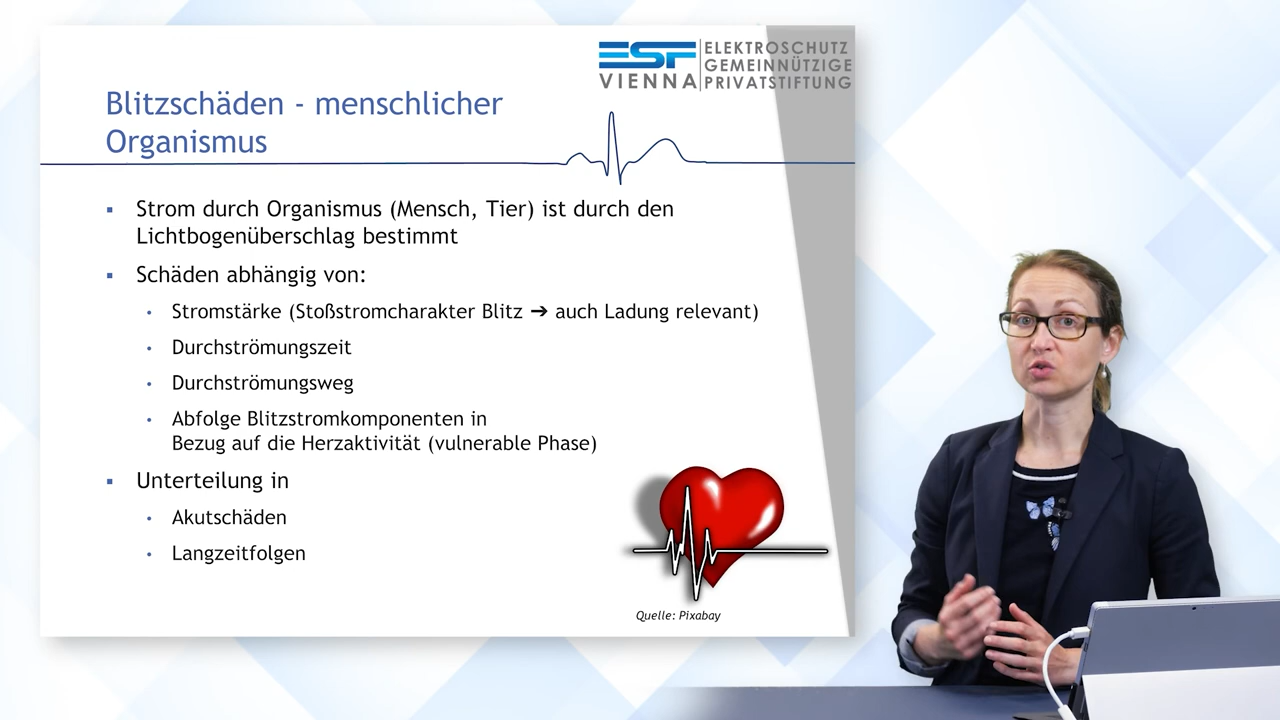 ESF
VIENNA
ELEKTROSCHUTZ
GEMEINNÜTZIGE
PRIVATSTIFTUNG
Blitzschäden - menschlicher
Organismus
▪ Strom durch Organismus (Mensch, Tier) ist durch den
Lichtbogenüberschlag bestimmt
▪ Schäden abhängig von:
• Stromstärke (Stoßstromcharakter Blitz ➔ auch Ladung relevant)
• Durchströmungszeit
• Durchströmungsweg
• Abfolge Blitzstromkomponenten in
Bezug auf die Herzaktivität (vulnerable Phase)
▪ Unterteilung in
• Akutschäden
• Langzeitfolgen
Quelle: Pixabay